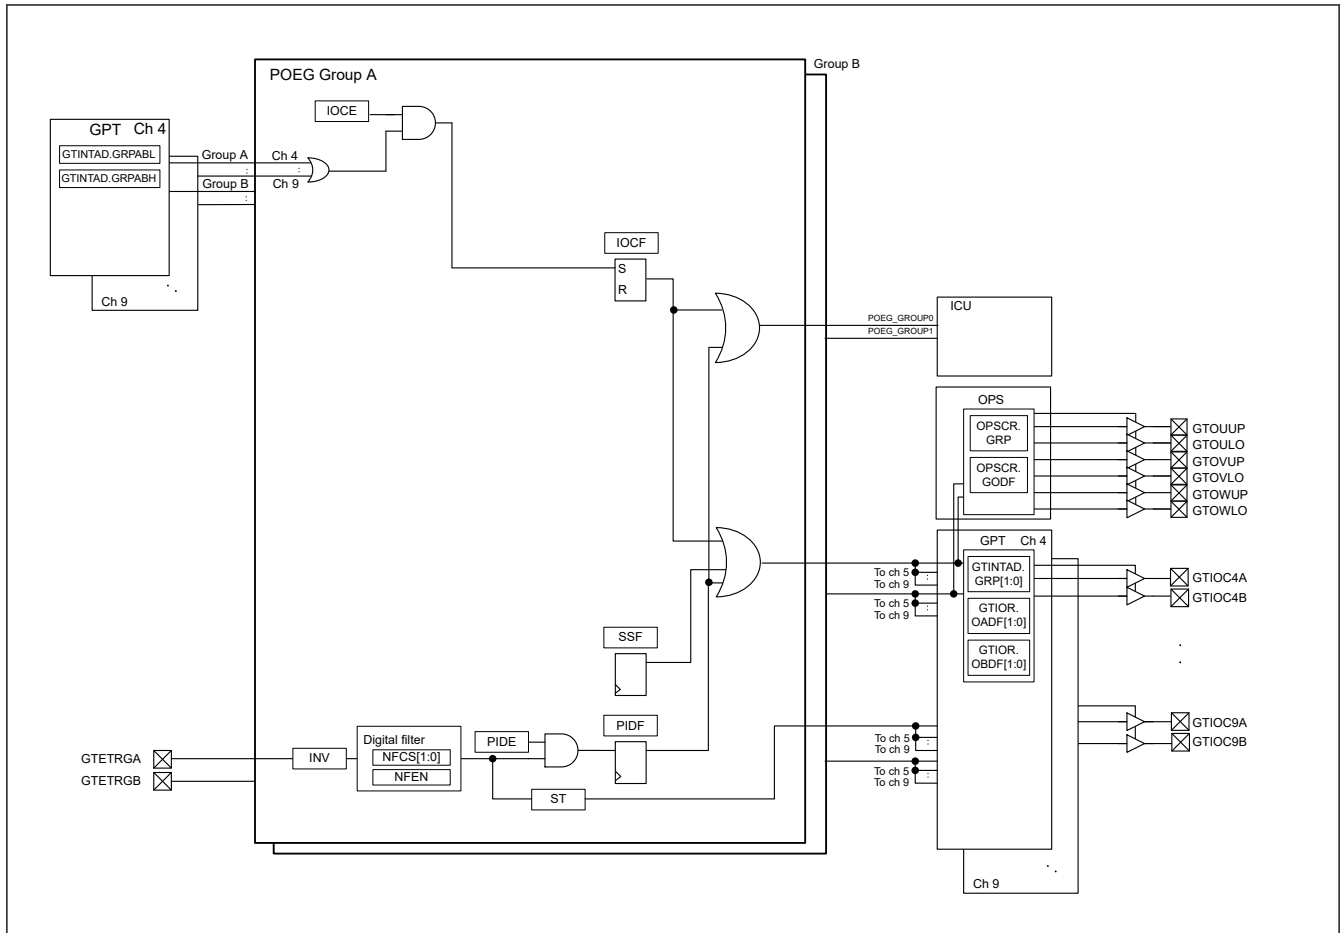 Group B
POEG Group A
IOCE
GPT Ch 4
GTINTAD.GRPABL
GTINTAD.GRPABH
Group A
:
Group B
:
Ch 4
:
Ch 9
Ch 9
IOCF
S
R
ICU
POEG_GROUP0
POEG_GROUP1
OPS
OPSCR.
GRP
OPSCR.
GODF
GTOUUP
GTOULO
GTOVUP
GTOVLO
GTOWUP
GTOWLO
GPT Ch 4
GTINTAD.
GRP[1:0]
GTIOR.
OADF[1:0]
GTIOR.
OBDF[1:0]
To ch 5
:
To ch 9
To ch 5
:
To ch 9
GTIOC4A
GTIOC4B
SSF
PIDF
PIDE
Digital filter
NFCS[1:0]
NFEN
INV
ST
GTETRGA
GTETRGB
To ch 5
:
To ch 9
To ch 5
:
To ch 9
GTIOC9A
GTIOC9B
Ch 9